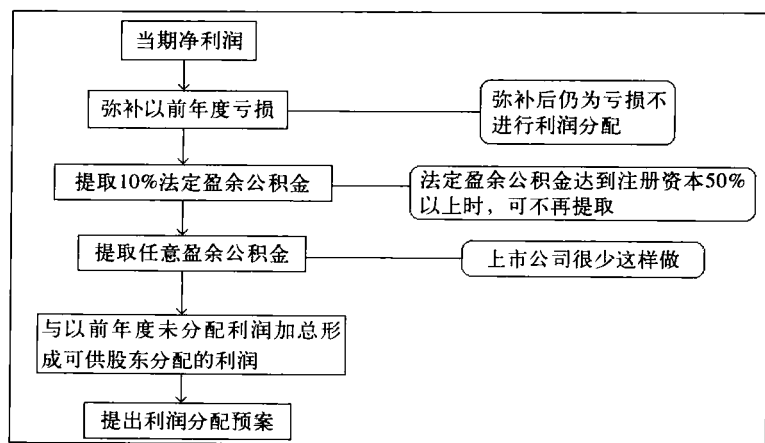 当期净利润
弥补以前年度亏损
弥补后仍为亏损不
进行利润分配
提取10%法定盈余公积金
法定盈余公积金达到注册资本50%
以上时，可不再提取
提取任意盈余公积金
上市公司很少这样做
与以前年度未分配利润加总形
成可供股东分配的利润
提出利润分配预案